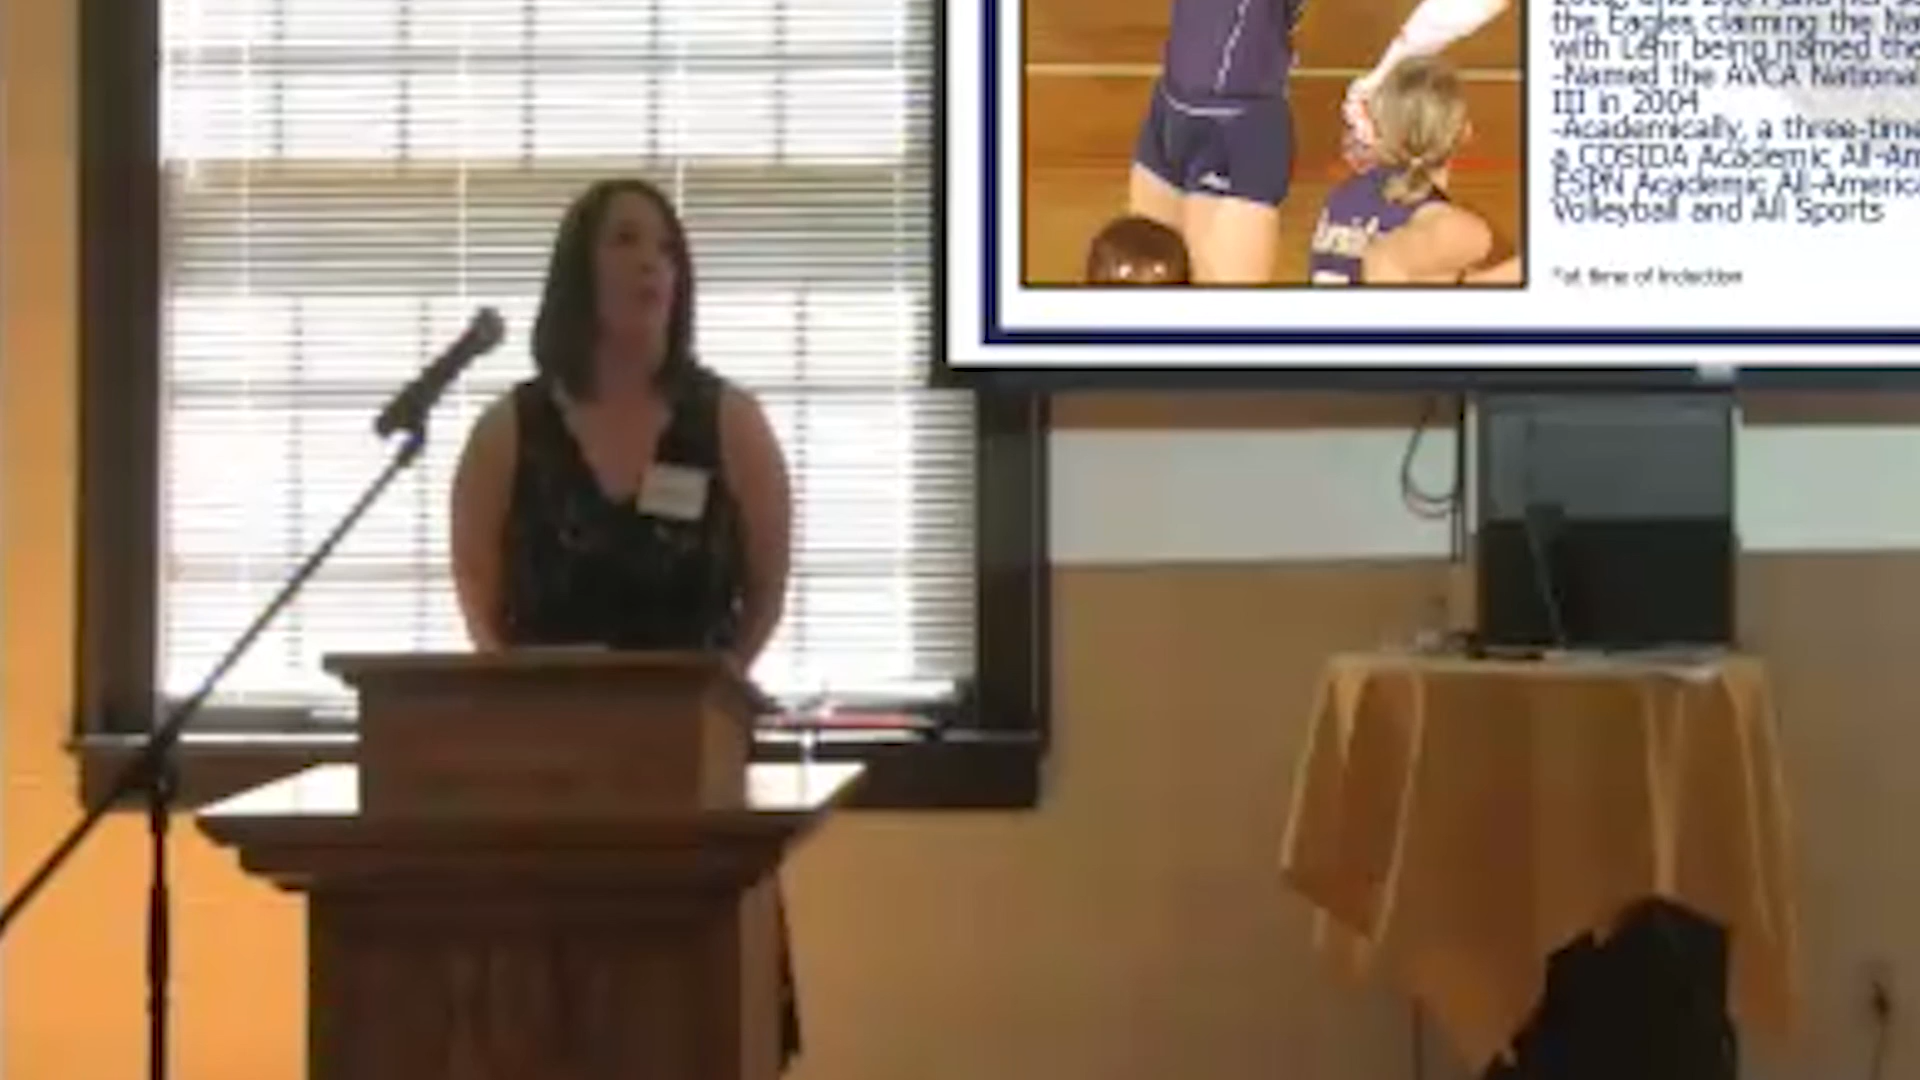 the Eagles claiming the Na
with Lehr being named the
-Named the AVCA National
III in 2004
-Academically, a three-time
a COSIDA Academic All-Am
ESPN Academic All-America
Volleyball and All Sports
*at time of induction